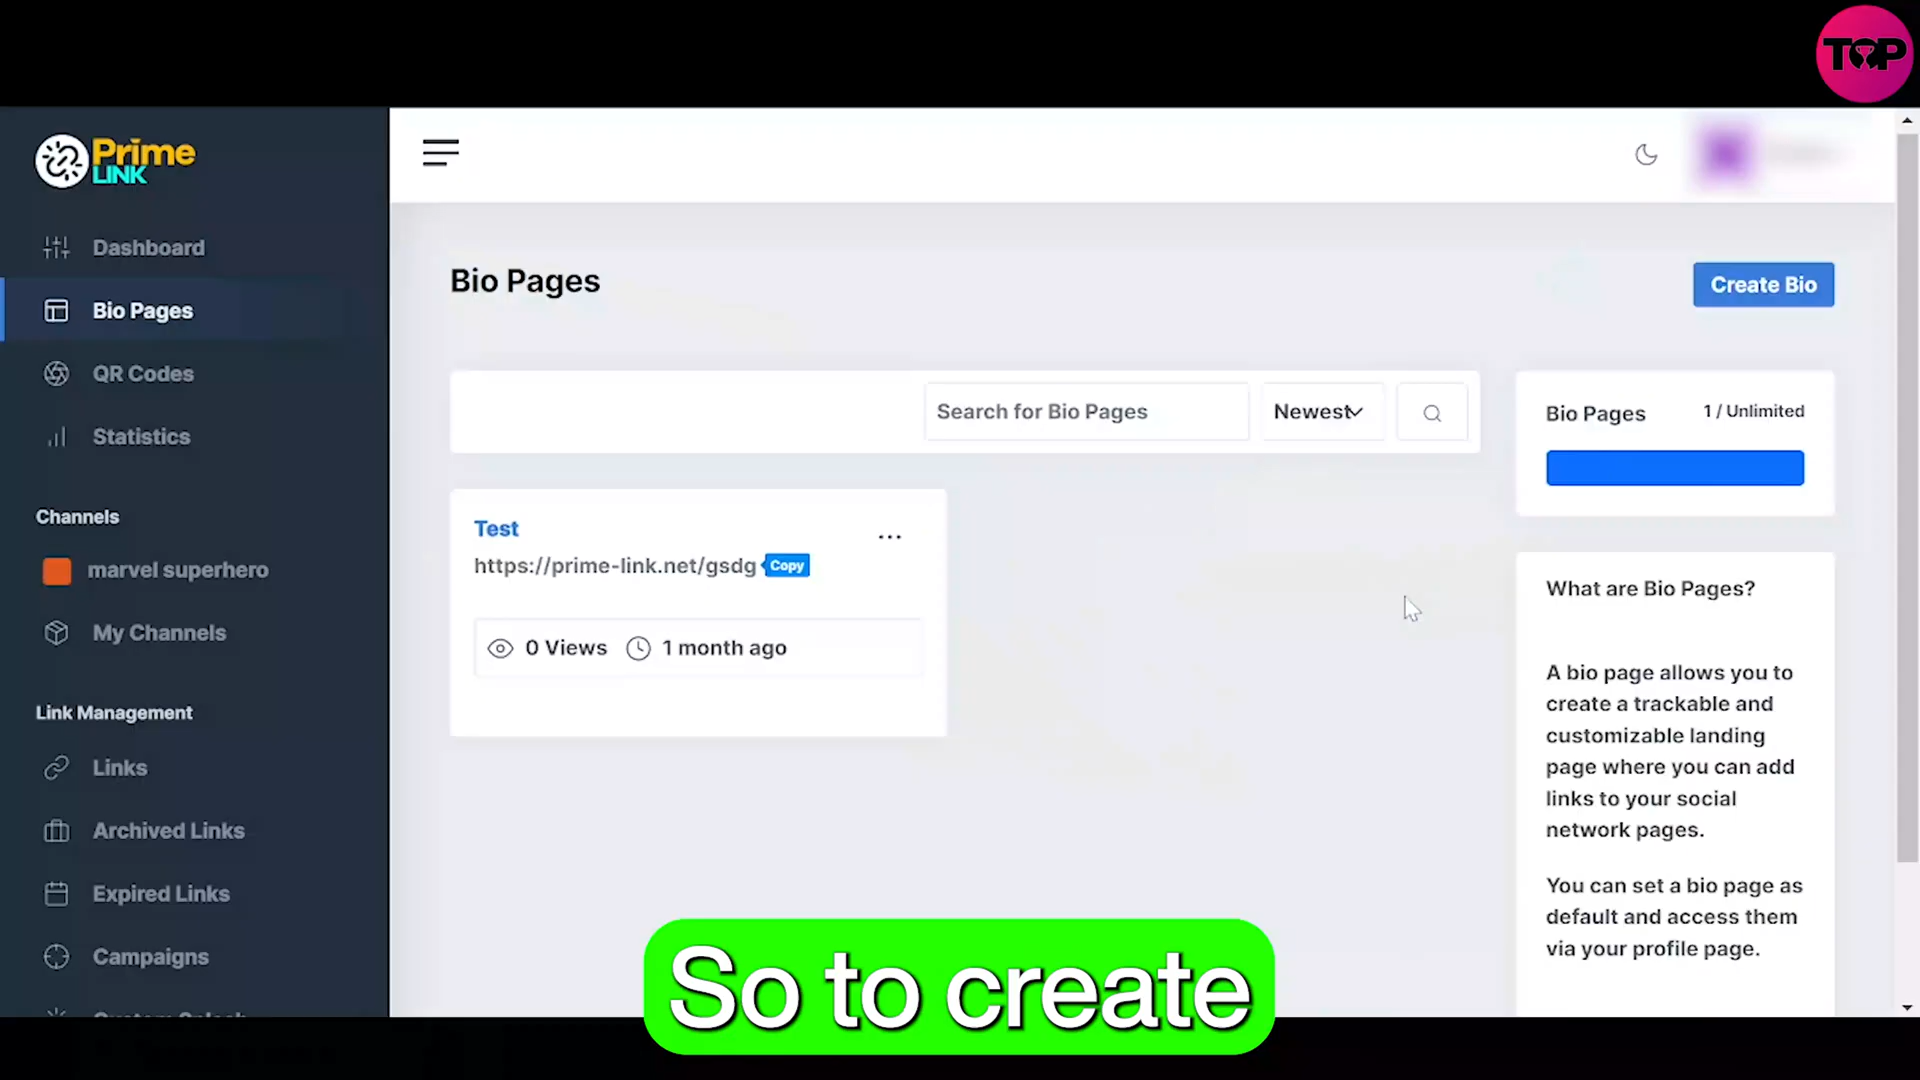 TOP
Prime
LINK
Dashboard
Bio Pages
QR Codes
Statistics
Channels
marvel superhero
My Channels
Link Management
Links
Archived Links
Expired Links
Campaigns
Bio Pages
Create Bio
Search for Bio Pages
Newest
Bio Pages 1 / Unlimited
Test
https://prime-link.net/gsdg Copy
0 Views 1 month ago
What are Bio Pages?
A bio page allows you to
create a trackable and
customizable landing
page where you can add
links to your social
network pages.
You can set a bio page as
default and access them
via your profile page.
So to create